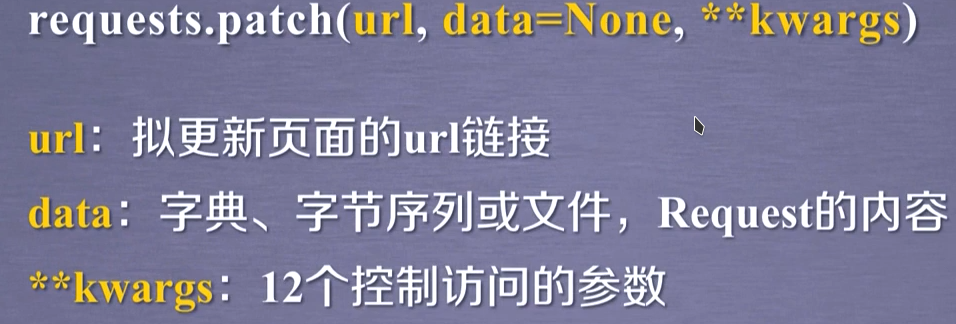 requests.patch(url, data=None, **kwargs)
url：拟更新页面的url链接
data：字典、字节序列或文件，Request的内容
**kwargs：12个控制访问的参数